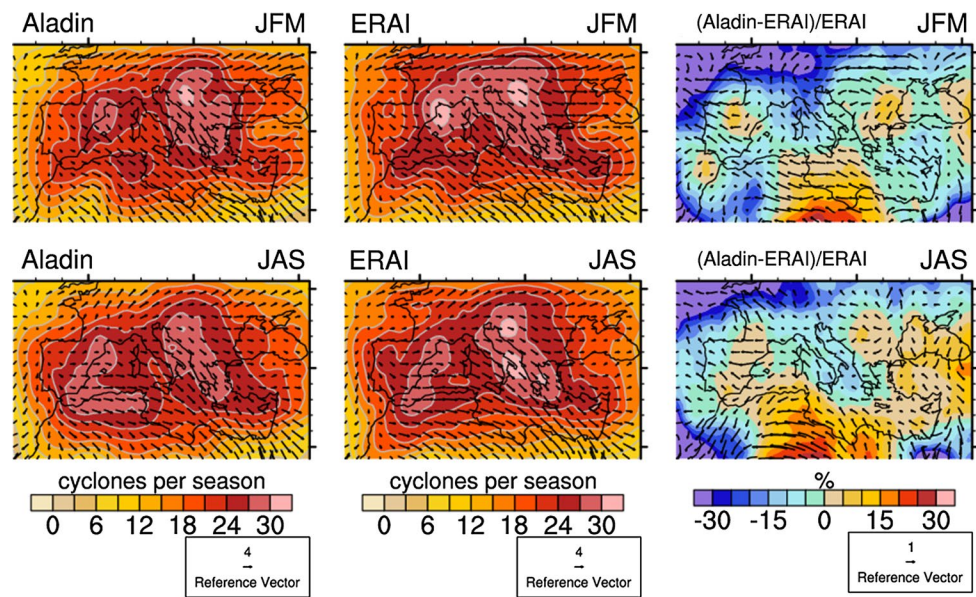 Aladin JFM ERAI JFM (Aladin-ERAI)/ERAI JFM
Aladin JAS ERAI JAS (Aladin-ERAI)/ERAI JAS
cyclones per season cyclones per season %
0 6 12 18 24 30 0 6 12 18 24 30 -30 -15 0 15 30
4 4 1
Reference Vector Reference Vector Reference Vector